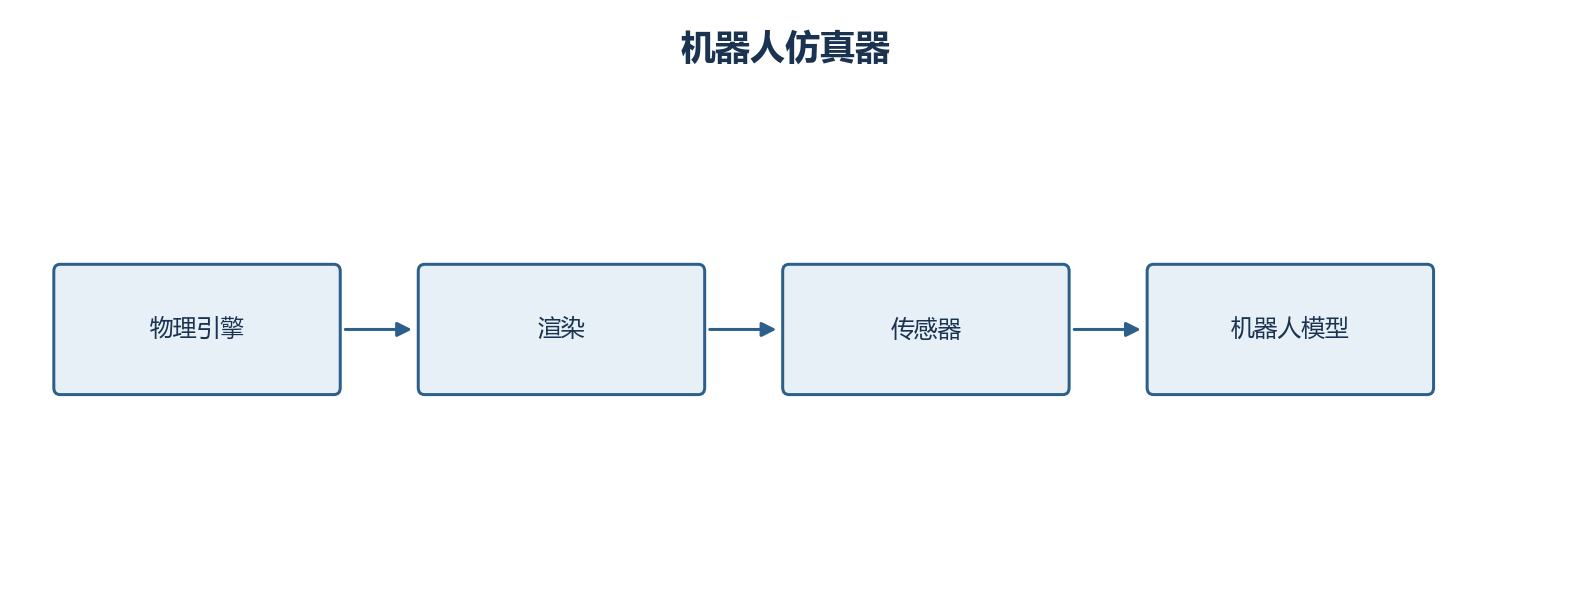 机器人仿真器
物理引擎
渲染
传感器
机器人模型